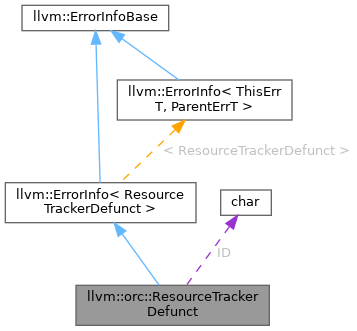 llvm::ErrorInfoBase
llvm::ErrorInfo< ThisErr
T, ParentErrT >
< ResourceTrackerDefunct >
llvm::ErrorInfo< Resource
TrackerDefunct >
char
ID
llvm::orc::ResourceTracker
Defunct